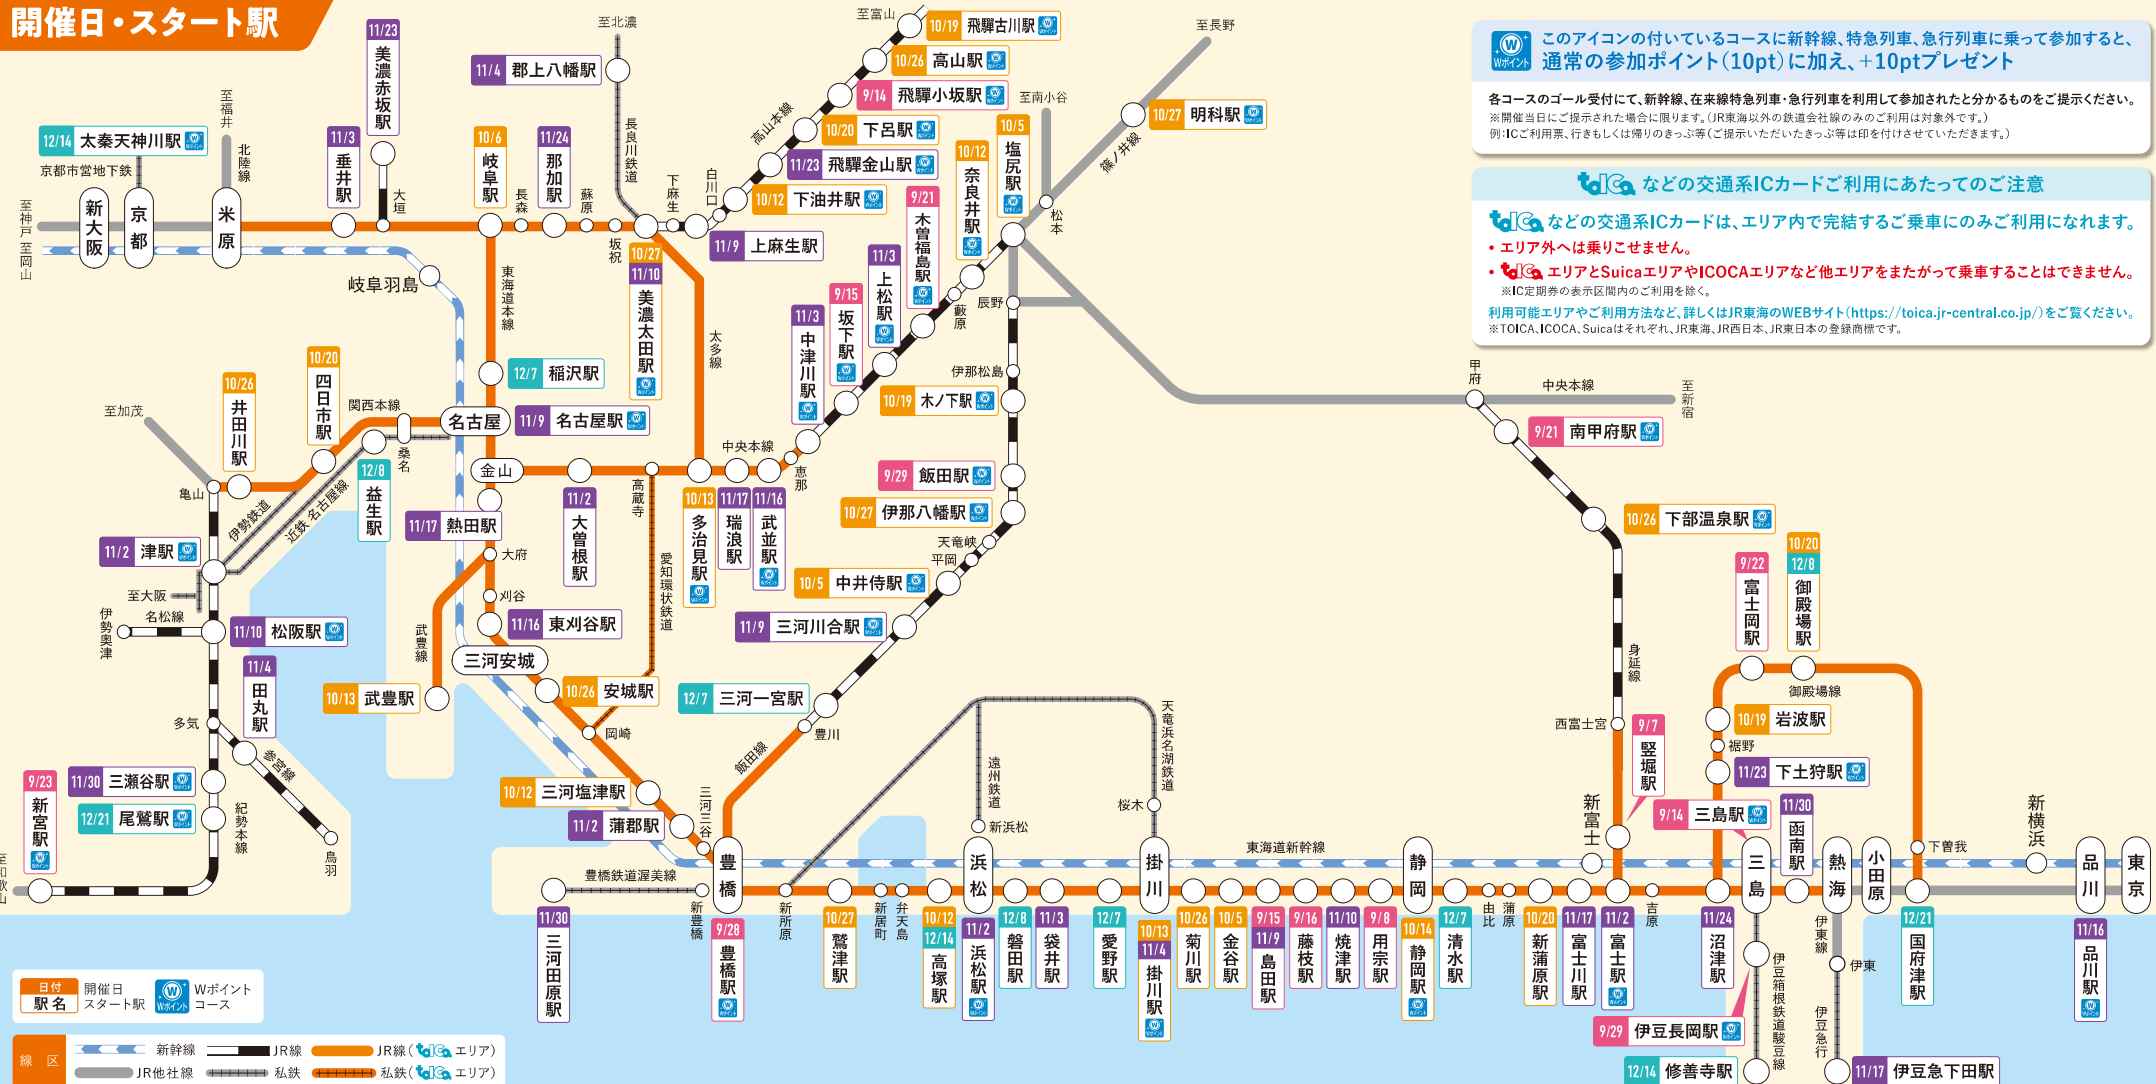 開催日・スタート駅
Wポイント
このアイコンの付いているコースに新幹線、特急列車、急行列車に乗って参加すると、
通常の参加ポイント(10pt)に加え、+10ptプレゼント
各コースのゴール受付にて、新幹線、在来線特急列車・急行列車を利用して参加されたと分かるものをご提示ください。
※開催当日にご提示された場合に限ります。(JR東海以外の鉄道会社線のみのご利用は対象外です。)
例:ICご利用票、行きもしくは帰りのきっぷ等(ご提示いただいたきっぷ等は印を付けさせていただきます。)
toICa などの交通系ICカードご利用にあたってのご注意
toICa などの交通系ICカードは、エリア内で完結するご乗車にのみご利用になれます。
・エリア外へは乗りこせません。
・toICa エリアとSuicaエリアやICOCAエリアなど他エリアをまたがって乗車することはできません。
※IC定期券の表示区間内のご利用を除く。
利用可能エリアやご利用方法など、詳しくはJR東海のWEBサイト(https://toica.jr-central.co.jp/)をご覧ください。
※TOICA、ICOCA、Suicaはそれぞれ、JR東海、JR西日本、JR東日本の登録商標です。
12/14 太秦天神川駅
京都市営地下鉄
至神戸
至岡山
新大阪
京都
米原
至福井
北陸線
11/3 垂井駅
11/23 美濃赤坂駅
大垣
岐阜羽島
10/6 岐阜駅
長森
11/24 那加駅
蘇原
坂祝
11/4 郡上八幡駅
至北濃
長良川鉄道
10/27
11/10 美濃太田駅
下麻生
11/9 上麻生駅
白川口
10/12 下油井駅
11/23 飛騨金山駅
10/20 下呂駅
9/14 飛騨小坂駅
10/26 高山駅
10/19 飛騨古川駅
至富山
高山本線
太多線
東海道本線
12/7 稲沢駅
名古屋
11/9 名古屋駅
金山
11/17 熱田駅
大府
刈谷
11/16 東刈谷駅
三河安城
10/26 安城駅
岡崎
10/12 三河塩津駅
11/2 蒲郡駅
三河三谷
武豊線
10/13 武豊駅
至加茂
亀山
10/26 井田川駅
10/20 四日市駅
関西本線
桑名
12/8 益生駅
伊勢鉄道
近鉄 名古屋線
11/2 津駅
至大阪
名松線
伊勢奥津
11/10 松阪駅
11/4 田丸駅
多気
参宮線
鳥羽
11/30 三瀬谷駅
12/21 尾鷲駅
紀勢本線
9/23 新宮駅
至和歌山
11/2 大曽根駅
高蔵寺
愛知環状鉄道
10/13 多治見駅
11/17 瑞浪駅
11/16 武並駅
中央本線
恵那
11/3 中津川駅
9/15 坂下駅
11/3 上松駅
9/21 木曽福島駅
藪原
10/12 奈良井駅
10/5 塩尻駅
松本
至南小谷
篠ノ井線
10/27 明科駅
至長野
辰野
伊那松島
10/19 木ノ下駅
9/29 飯田駅
10/27 伊那八幡駅
天竜峡
平岡
10/5 中井侍駅
11/9 三河川合駅
12/7 三河一宮駅
豊川
飯田線
甲府
中央本線
至新宿
9/21 南甲府駅
10/26 下部温泉駅
身延線
西富士宮
9/7 竪堀駅
9/22 富士岡駅
10/20
12/8 御殿場駅
御殿場線
10/19 岩波駅
裾野
11/23 下土狩駅
9/14 三島駅
11/30 函南駅
下曽我
新横浜
品川
東京
熱海
小田原
三島
新富士
静岡
東海道新幹線
掛川
浜松
豊橋
豊橋鉄道渥美線
新豊橋
11/30 三河田原駅
9/28 豊橋駅
新所原
10/27 鷲津駅
新居町
弁天島
10/12
12/14 高塚駅
11/2 浜松駅
遠州鉄道
新浜松
天竜浜名湖鉄道
桜木
12/8 磐田駅
11/3 袋井駅
12/7 愛野駅
10/13
11/4 掛川駅
10/26 菊川駅
10/5 金谷駅
9/15
11/9 島田駅
9/16 藤枝駅
11/10 焼津駅
9/8 用宗駅
10/14 静岡駅
12/7 清水駅
由比
蒲原
10/20 新蒲原駅
11/17 富士川駅
11/2 富士駅
吉原
11/24 沼津駅
伊豆箱根鉄道駿豆線
9/29 伊豆長岡駅
12/14 修善寺駅
伊東線
伊東
伊豆急行
11/17 伊豆急下田駅
12/21 国府津駅
11/16 品川駅
日付
駅名
開催日
スタート駅
Wポイント
コース
線区
新幹線
JR線
JR線(toICa エリア)
JR他社線
私鉄
私鉄(toICa エリア)